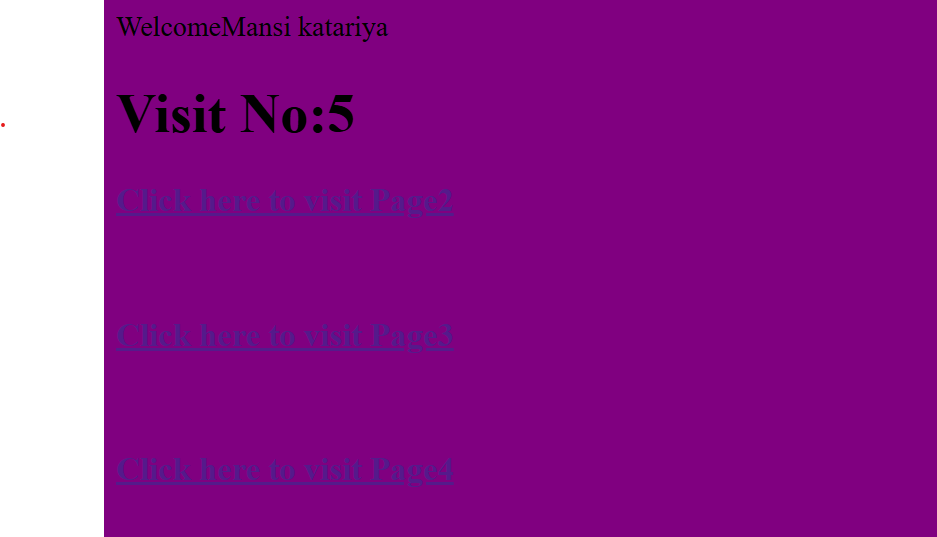 WelcomeMansi katariya
Visit No:5
Click here to visit Page2
Click here to visit Page3
Click here to visit Page4